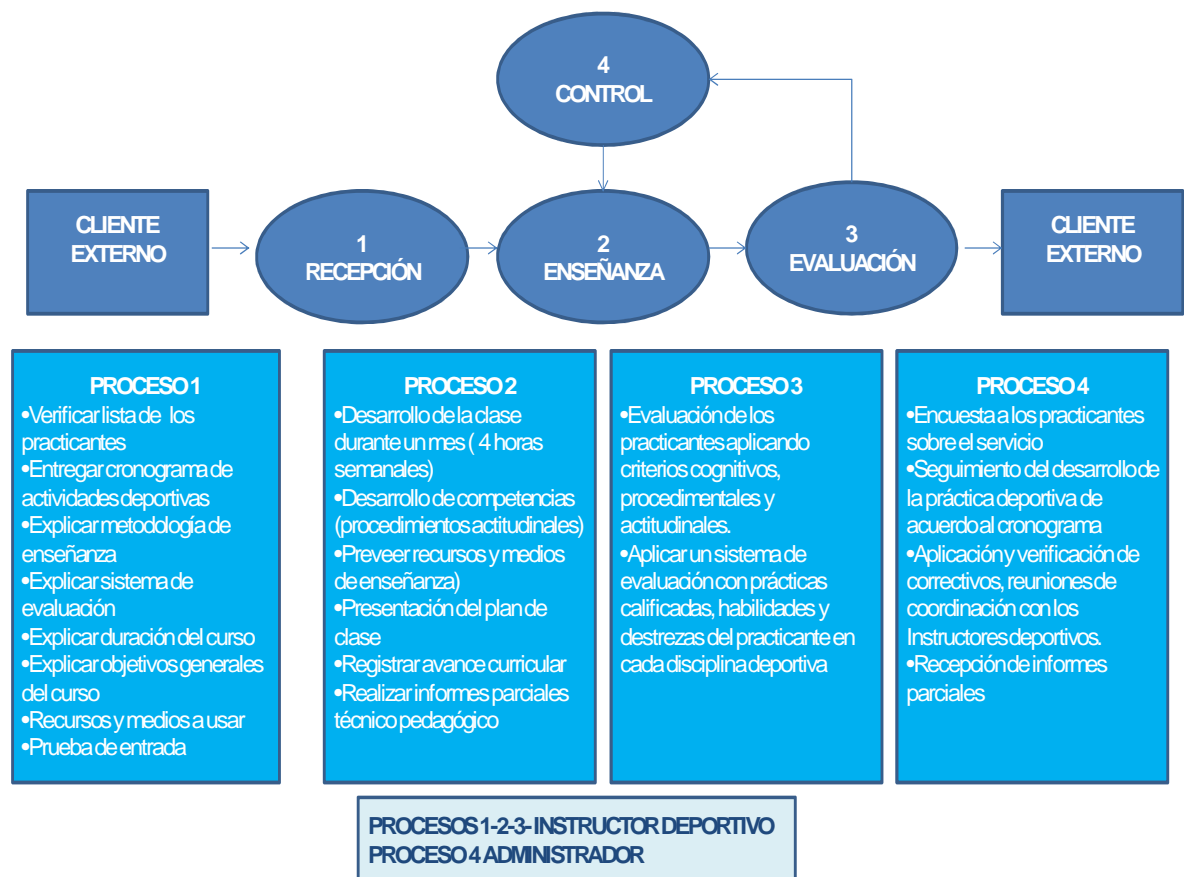 4
CONTROL
CLIENTE
EXTERNO
1
RECEPCIÓN
2
ENSEÑANZA
3
EVALUACIÓN
CLIENTE
EXTERNO
PROCESO 1
•Verificar lista de los
practicantes
•Entregar cronograma de
actividades deportivas
•Explicar metodología de
enseñanza
•Explicar sistema de
evaluación
•Explicar duración del curso
•Explicar objetivos generales
del curso
•Recursos y medios a usar
•Prueba de entrada
PROCESO 2
•Desarrollo de la clase
durante un mes ( 4 horas
semanales)
•Desarrollo de competencias
(procedimientos actitudinales)
•Preveer recursos y medios
de enseñanza)
•Presentación del plan de
clase
•Registrar avance curricular
•Realizar informes parciales
técnico pedagógico
PROCESO 3
•Evaluación de los
practicantes aplicando
criterios cognitivos,
procedimentales y
actitudinales.
•Aplicar un sistema de
evaluación con prácticas
calificadas, habilidades y
destrezas del practicante en
cada disciplina deportiva
PROCESO 4
•Encuesta a los practicantes
sobre el servicio
•Seguimiento del desarrollo de
la práctica deportiva de
acuerdo al cronograma
•Aplicación y verificación de
correctivos, reuniones de
coordinación con los
Instructores deportivos.
•Recepción de informes
parciales
PROCESOS 1-2-3- INSTRUCTOR DEPORTIVO
PROCESO 4 ADMINISTRADOR